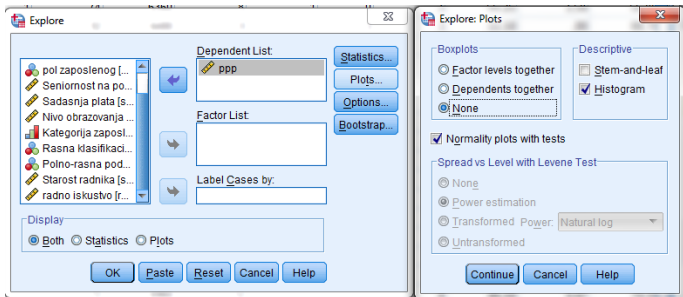 Explore
Dependent List:
ppp
pol zaposlenog [...
Seniornost na po...
Sadasnja plata [s...
Nivo obrazovanja ...
Kategorija zaposl...
Rasna klasifikaci...
Polno-rasna pod...
Starost radnika [s...
radno iskustvo [r...
Factor List:
Label Cases by:
Statistics...
Plots...
Options...
Bootstrap...
Display
Both
Statistics
Plots
OK
Paste
Reset
Cancel
Help
Explore: Plots
Boxplots
Factor levels together
Dependents together
None
Descriptive
Stem-and-leaf
Histogram
Normality plots with tests
Spread vs Level with Levene Test
None
Power estimation
Transformed Power: Natural log
Untransformed
Continue
Cancel
Help